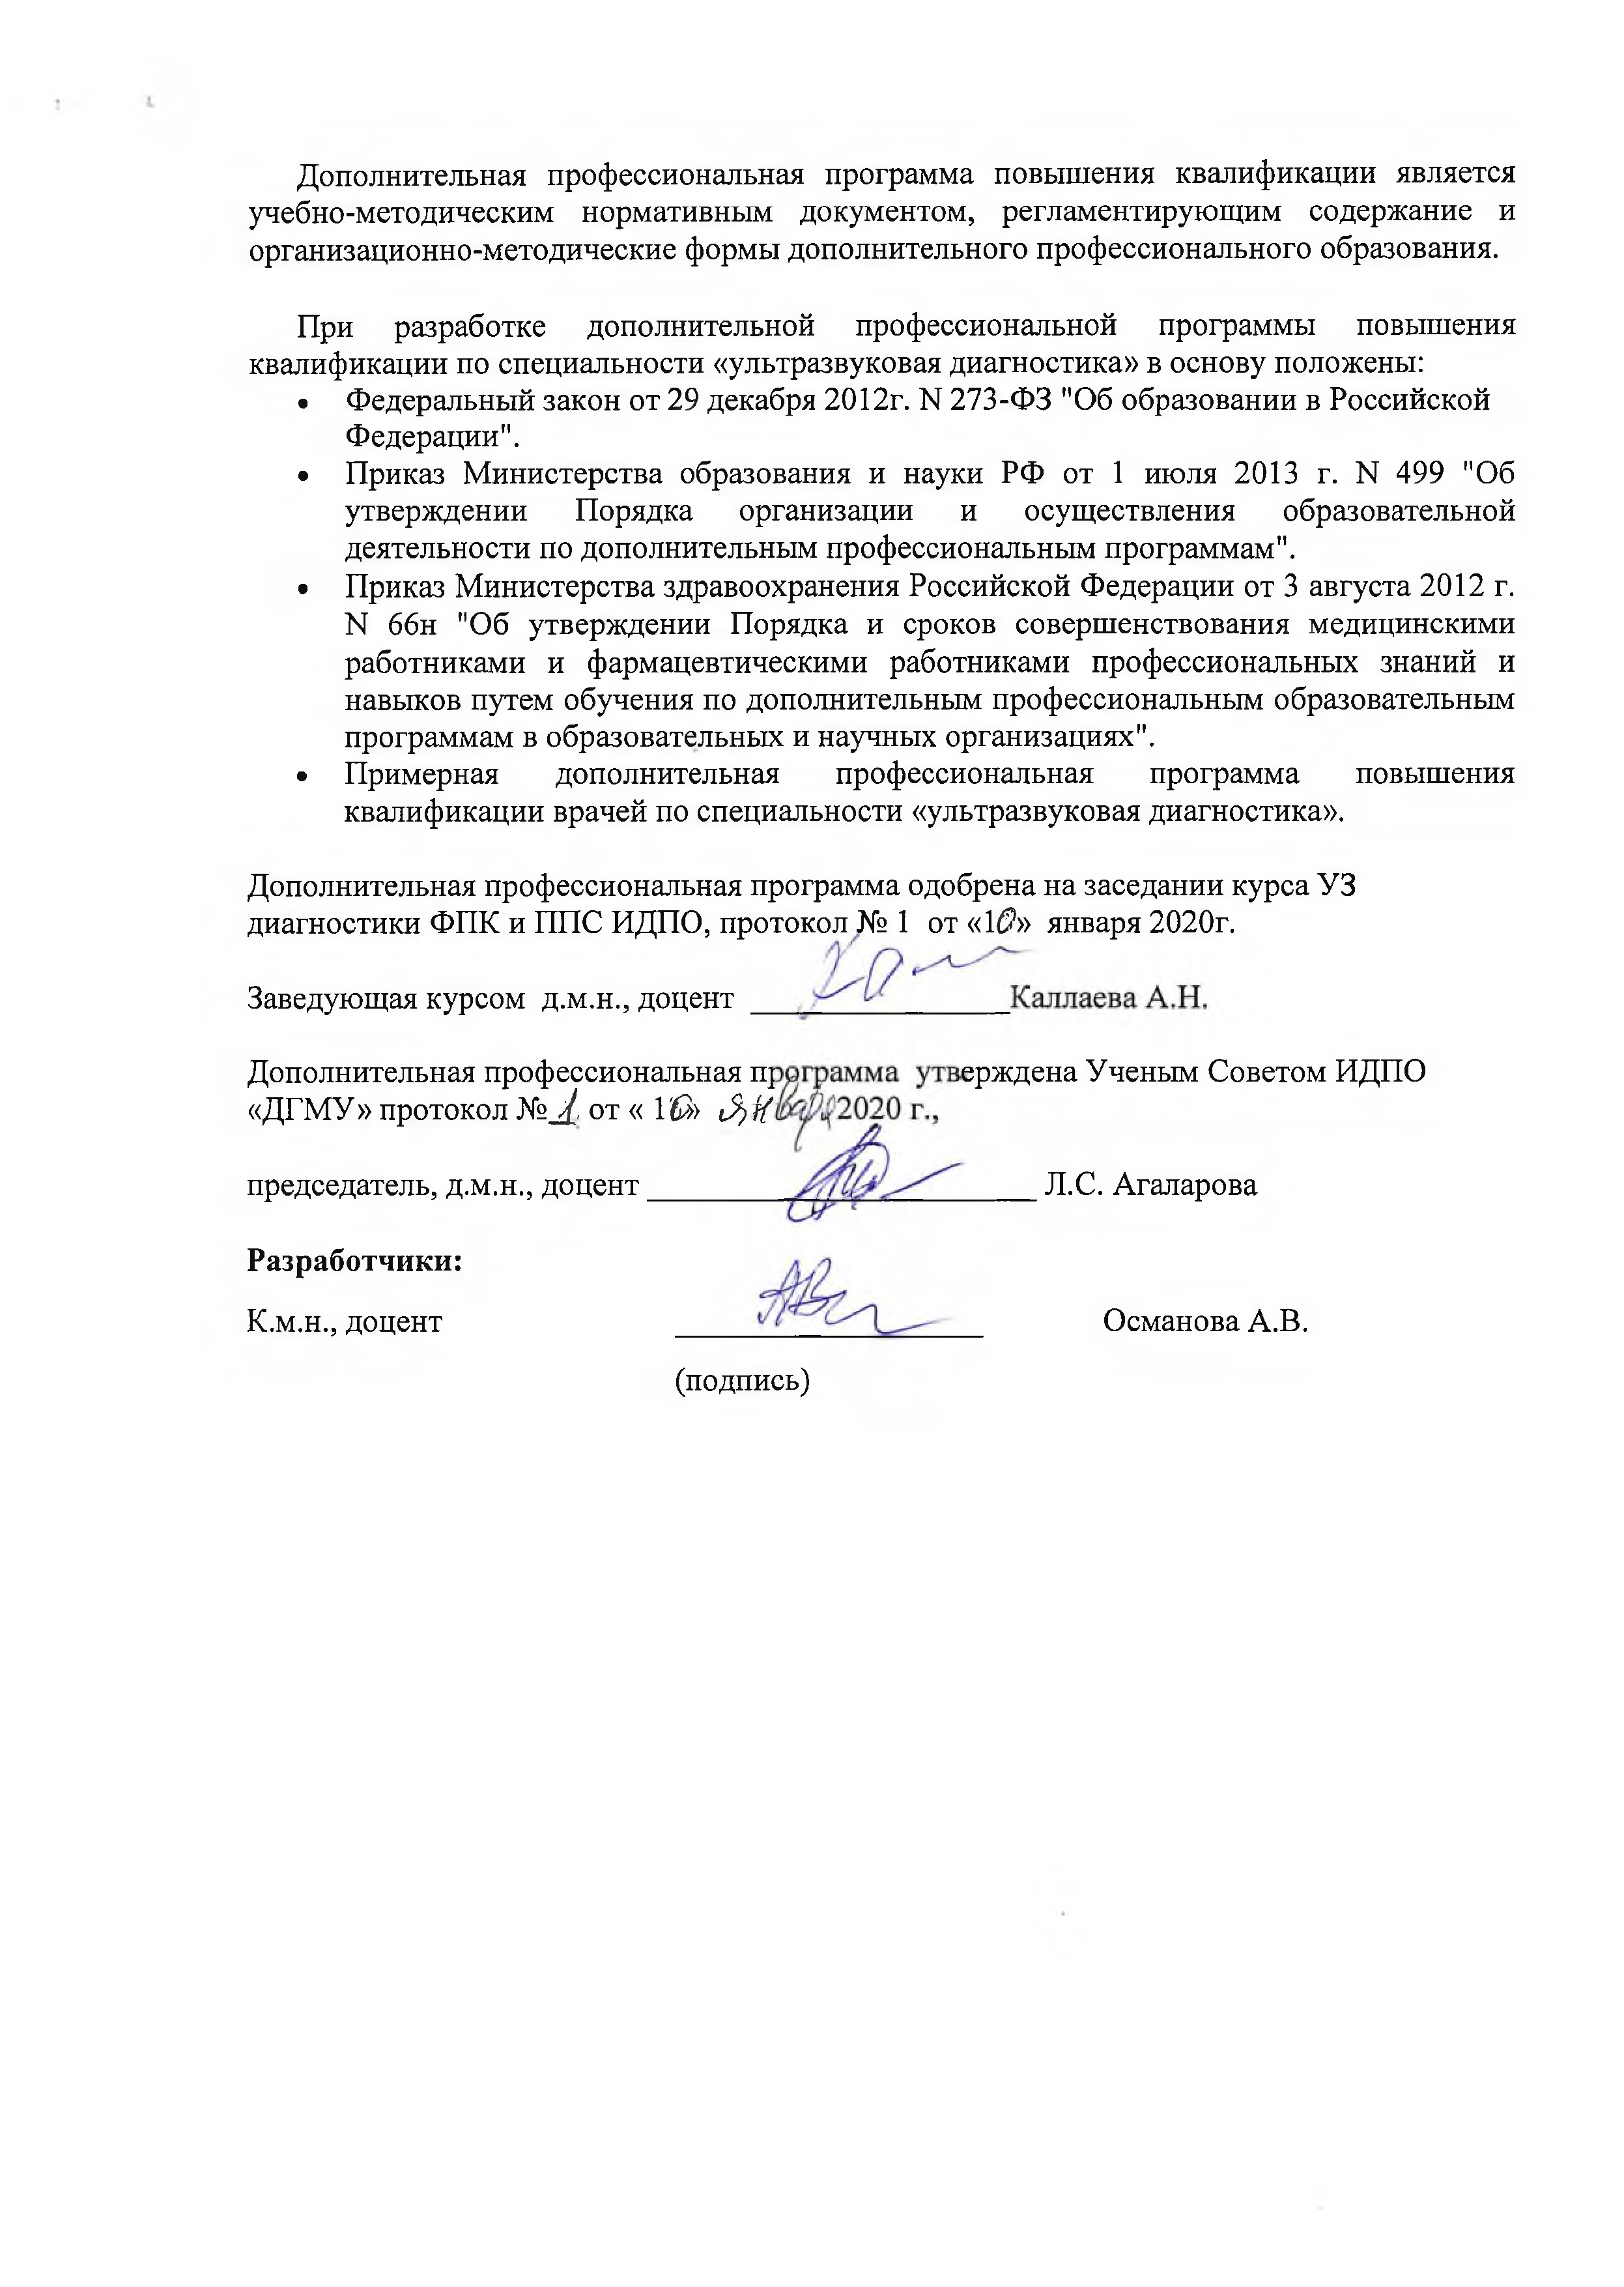 Дополнительная профессиональная программа повышения квалификации является
учебно-методическим нормативным документом, регламентирующим содержание и
организационно-методические формы дополнительного профессионального образования.
При разработке дополнительной профессиональной программы повышения
квалификации по специальности «ультразвуковая диагностика» в основу положены:
• Федеральный закон от 29 декабря 2012г. N 273-ФЗ "Об образовании в Российской
Федерации".
• Приказ Министерства образования и науки РФ от 1 июля 2013 г. N 499 "Об
утверждении Порядка организации и осуществления образовательной
деятельности по дополнительным профессиональным программам".
• Приказ Министерства здравоохранения Российской Федерации от 3 августа 2012 г.
N 66н "Об утверждении Порядка и сроков совершенствования медицинскими
работниками и фармацевтическими работниками профессиональных знаний и
навыков путем обучения по дополнительным профессиональным образовательным
программам в образовательных и научных организациях".
• Примерная дополнительная профессиональная программа повышения
квалификации врачей по специальности «ультразвуковая диагностика».
Дополнительная профессиональная программа одобрена на заседании курса УЗ
диагностики ФПК и ППС ИДПО, протокол № 1 от «10» января 2020г.
Заведующая курсом д.м.н., доцент Каллаева А.Н.
Дополнительная профессиональная программа утверждена Ученым Советом ИДПО
«ДГМУ» протокол № 1 от « 10» января 2020 г.,
председатель, д.м.н., доцент Л.С. Агаларова
Разработчики:
К.м.н., доцент Османова А.В.
(подпись)